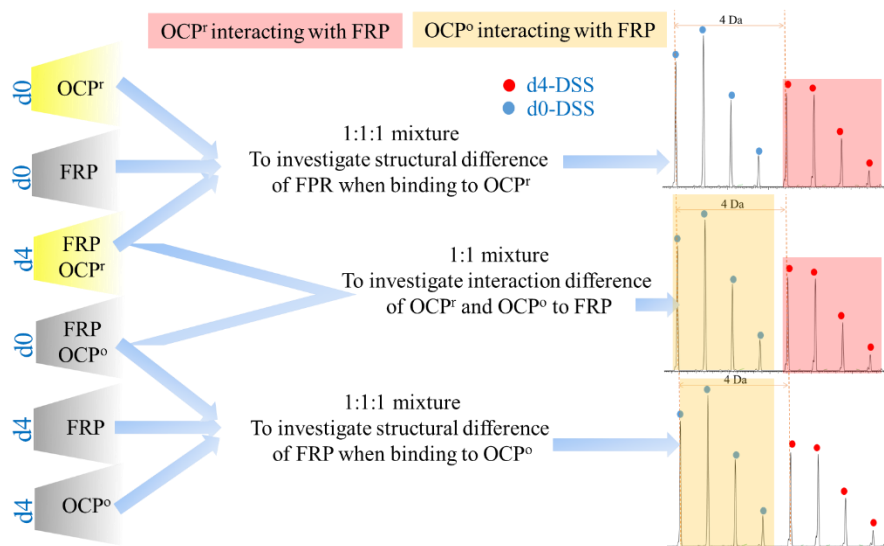 OCPʳ interacting with FRP
OCPᵒ interacting with FRP
4 Da
d4-DSS
d0-DSS
d0
OCPʳ
d0
FRP
1:1:1 mixture
To investigate structural difference
of FPR when binding to OCPʳ
d4
FRP
OCPʳ
4 Da
1:1 mixture
To investigate interaction difference
of OCPʳ and OCPᵒ to FRP
d0
FRP
OCPᵒ
4 Da
d4
FRP
1:1:1 mixture
To investigate structural difference
of FRP when binding to OCPᵒ
d4
OCPᵒ